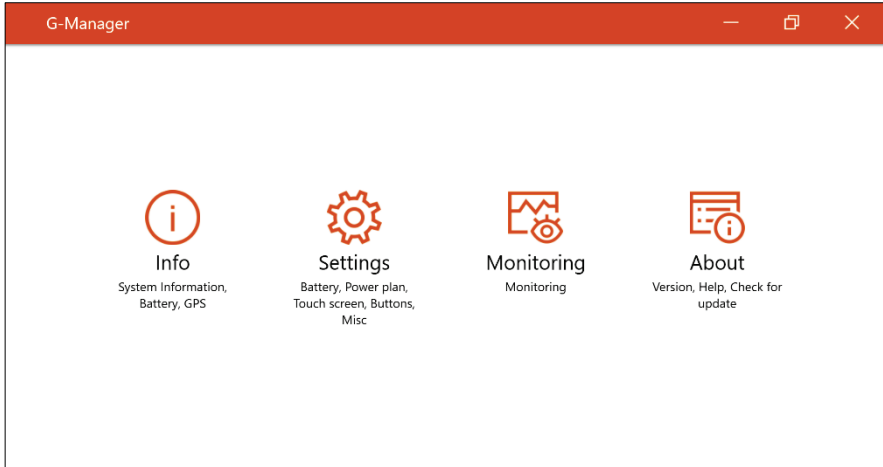 G-Manager
Info
System Information,
Battery, GPS
Settings
Battery, Power plan,
Touch screen, Buttons,
Misc
Monitoring
Monitoring
About
Version, Help, Check for
update